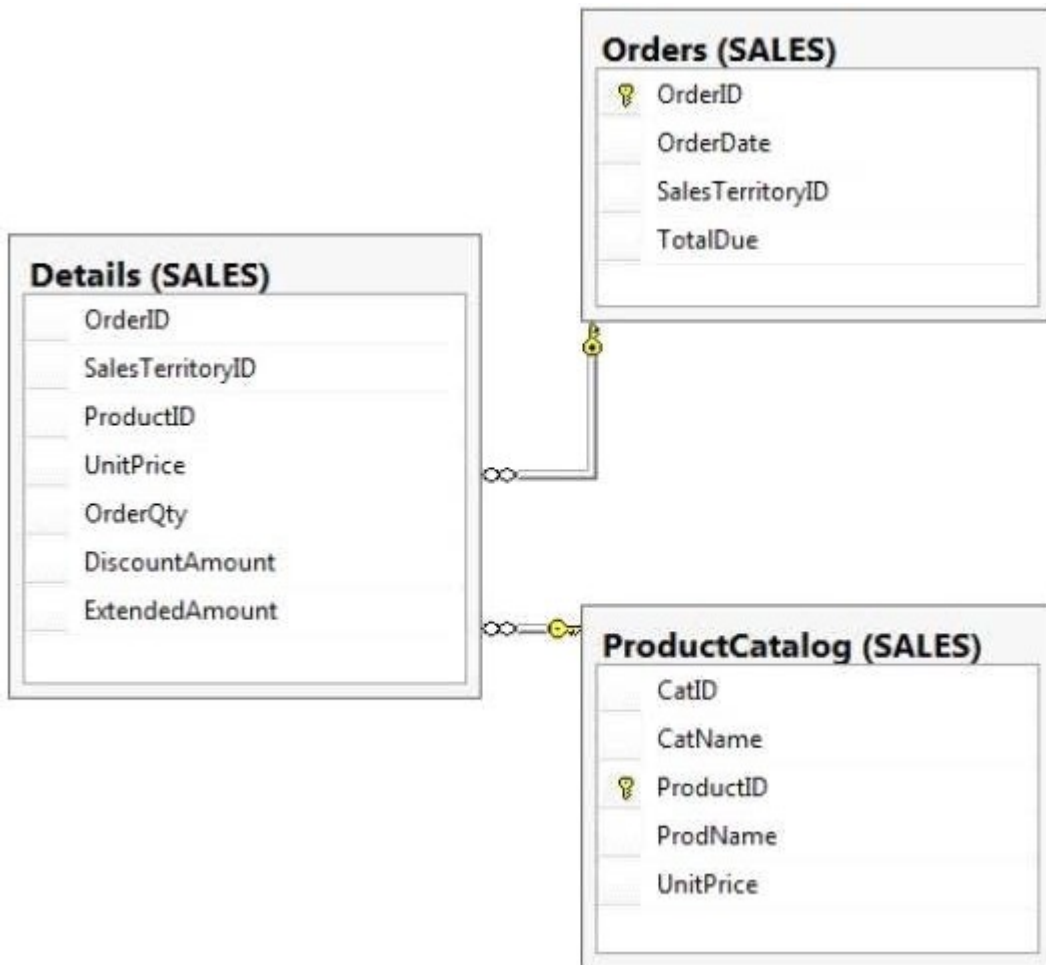 Orders (SALES)
OrderID
OrderDate
SalesTerritoryID
TotalDue
Details (SALES)
OrderID
SalesTerritoryID
ProductID
UnitPrice
OrderQty
DiscountAmount
ExtendedAmount
ProductCatalog (SALES)
CatID
CatName
ProductID
ProdName
UnitPrice